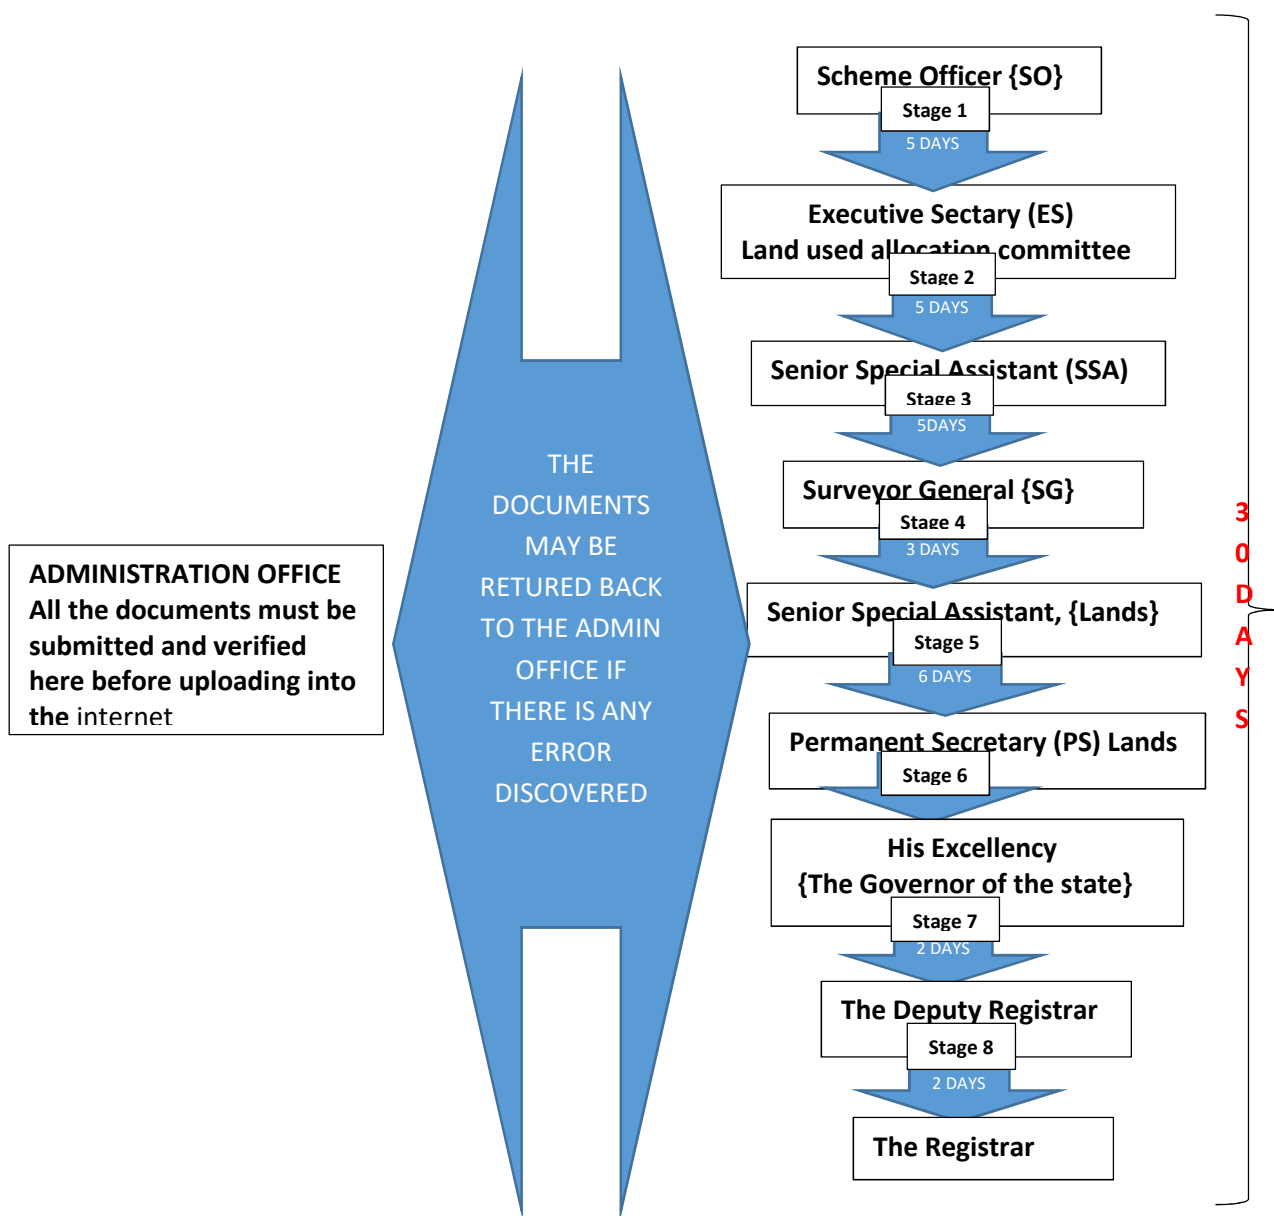 ADMINISTRATION OFFICE
All the documents must be
submitted and verified
here before uploading into
the internet
THE
DOCUMENTS
MAY BE
RETURED BACK
TO THE ADMIN
OFFICE IF
THERE IS ANY
ERROR
DISCOVERED
Scheme Officer {SO}
Stage 1
5 DAYS
Executive Sectary (ES)
Land used allocation committee
Stage 2
5 DAYS
Senior Special Assistant (SSA)
Stage 3
5DAYS
Surveyor General {SG}
Stage 4
3 DAYS
Senior Special Assistant, {Lands}
Stage 5
6 DAYS
Permanent Secretary (PS) Lands
Stage 6
His Excellency
{The Governor of the state}
Stage 7
2 DAYS
The Deputy Registrar
Stage 8
2 DAYS
The Registrar
3
0
D
A
Y
S